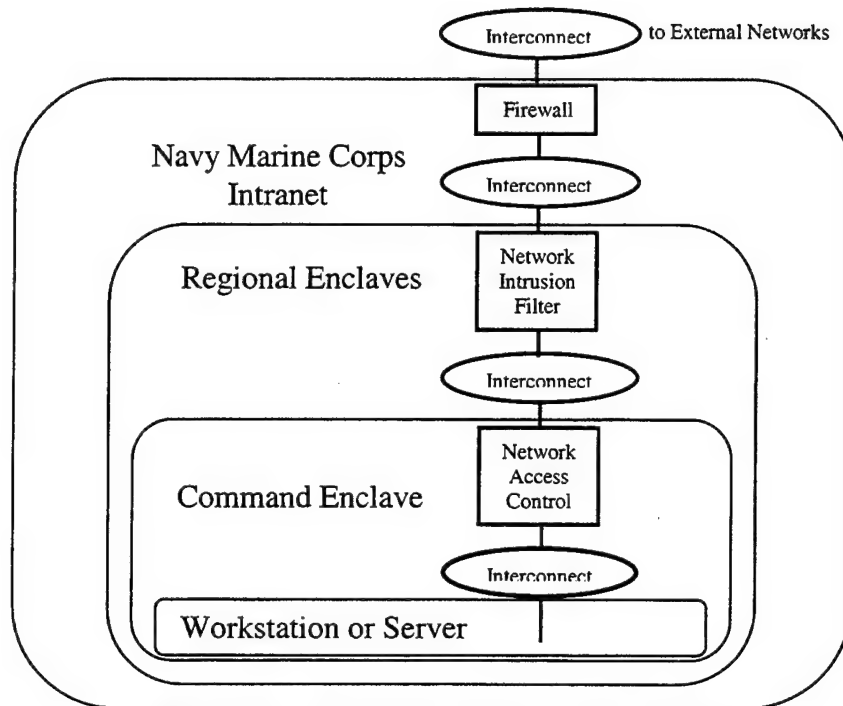 Interconnect to External Networks
Firewall
Navy Marine Corps
Intranet
Interconnect
Regional Enclaves
Network
Intrusion
Filter
Interconnect
Command Enclave
Network
Access
Control
Interconnect
Workstation or Server